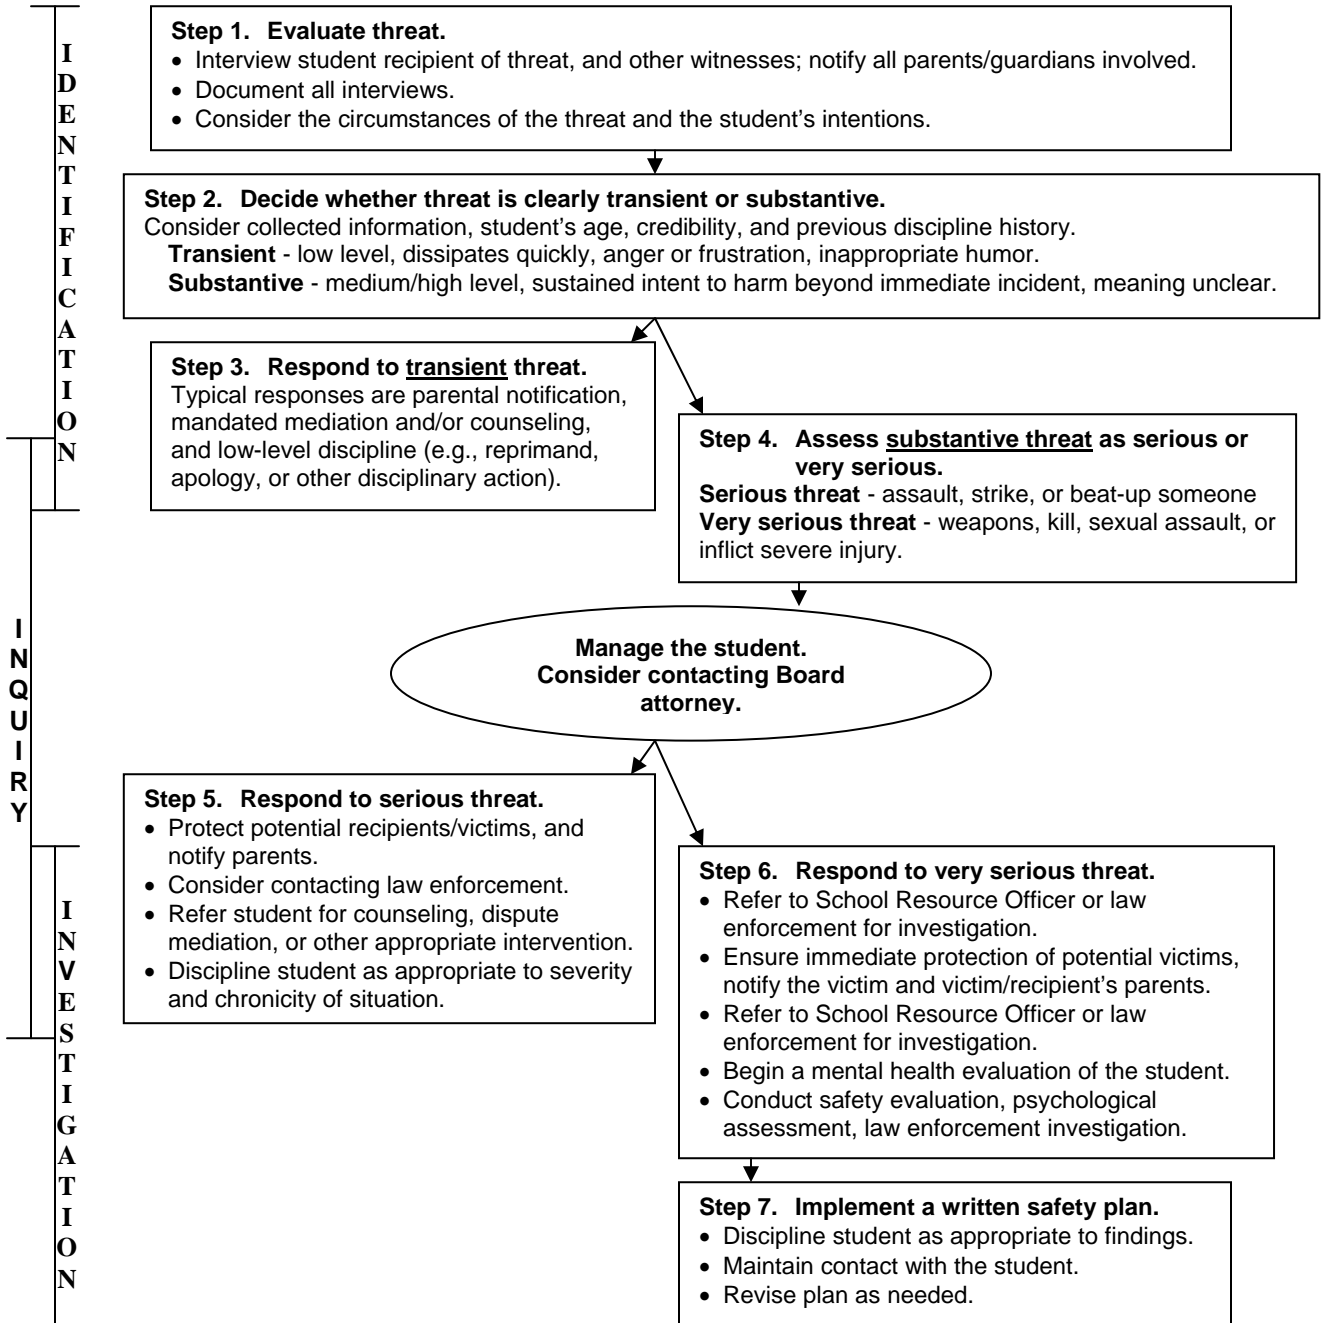 IDENTIFICATION
Step 1. Evaluate threat.
• Interview student recipient of threat, and other witnesses; notify all parents/guardians involved.
• Document all interviews.
• Consider the circumstances of the threat and the student’s intentions.
Step 2. Decide whether threat is clearly transient or substantive.
Consider collected information, student’s age, credibility, and previous discipline history.
Transient - low level, dissipates quickly, anger or frustration, inappropriate humor.
Substantive - medium/high level, sustained intent to harm beyond immediate incident, meaning unclear.
Step 3. Respond to transient threat.
Typical responses are parental notification,
mandated mediation and/or counseling,
and low-level discipline (e.g., reprimand,
apology, or other disciplinary action).
INQUIRY
Step 4. Assess substantive threat as serious or
very serious.
Serious threat - assault, strike, or beat-up someone
Very serious threat - weapons, kill, sexual assault, or
inflict severe injury.
Manage the student.
Consider contacting Board
attorney.
Step 5. Respond to serious threat.
• Protect potential recipients/victims, and
notify parents.
• Consider contacting law enforcement.
• Refer student for counseling, dispute
mediation, or other appropriate intervention.
• Discipline student as appropriate to severity
and chronicity of situation.
INVESTIGATION
Step 6. Respond to very serious threat.
• Refer to School Resource Officer or law
enforcement for investigation.
• Ensure immediate protection of potential victims,
notify the victim and victim/recipient’s parents.
• Refer to School Resource Officer or law
enforcement for investigation.
• Begin a mental health evaluation of the student.
• Conduct safety evaluation, psychological
assessment, law enforcement investigation.
Step 7. Implement a written safety plan.
• Discipline student as appropriate to findings.
• Maintain contact with the student.
• Revise plan as needed.